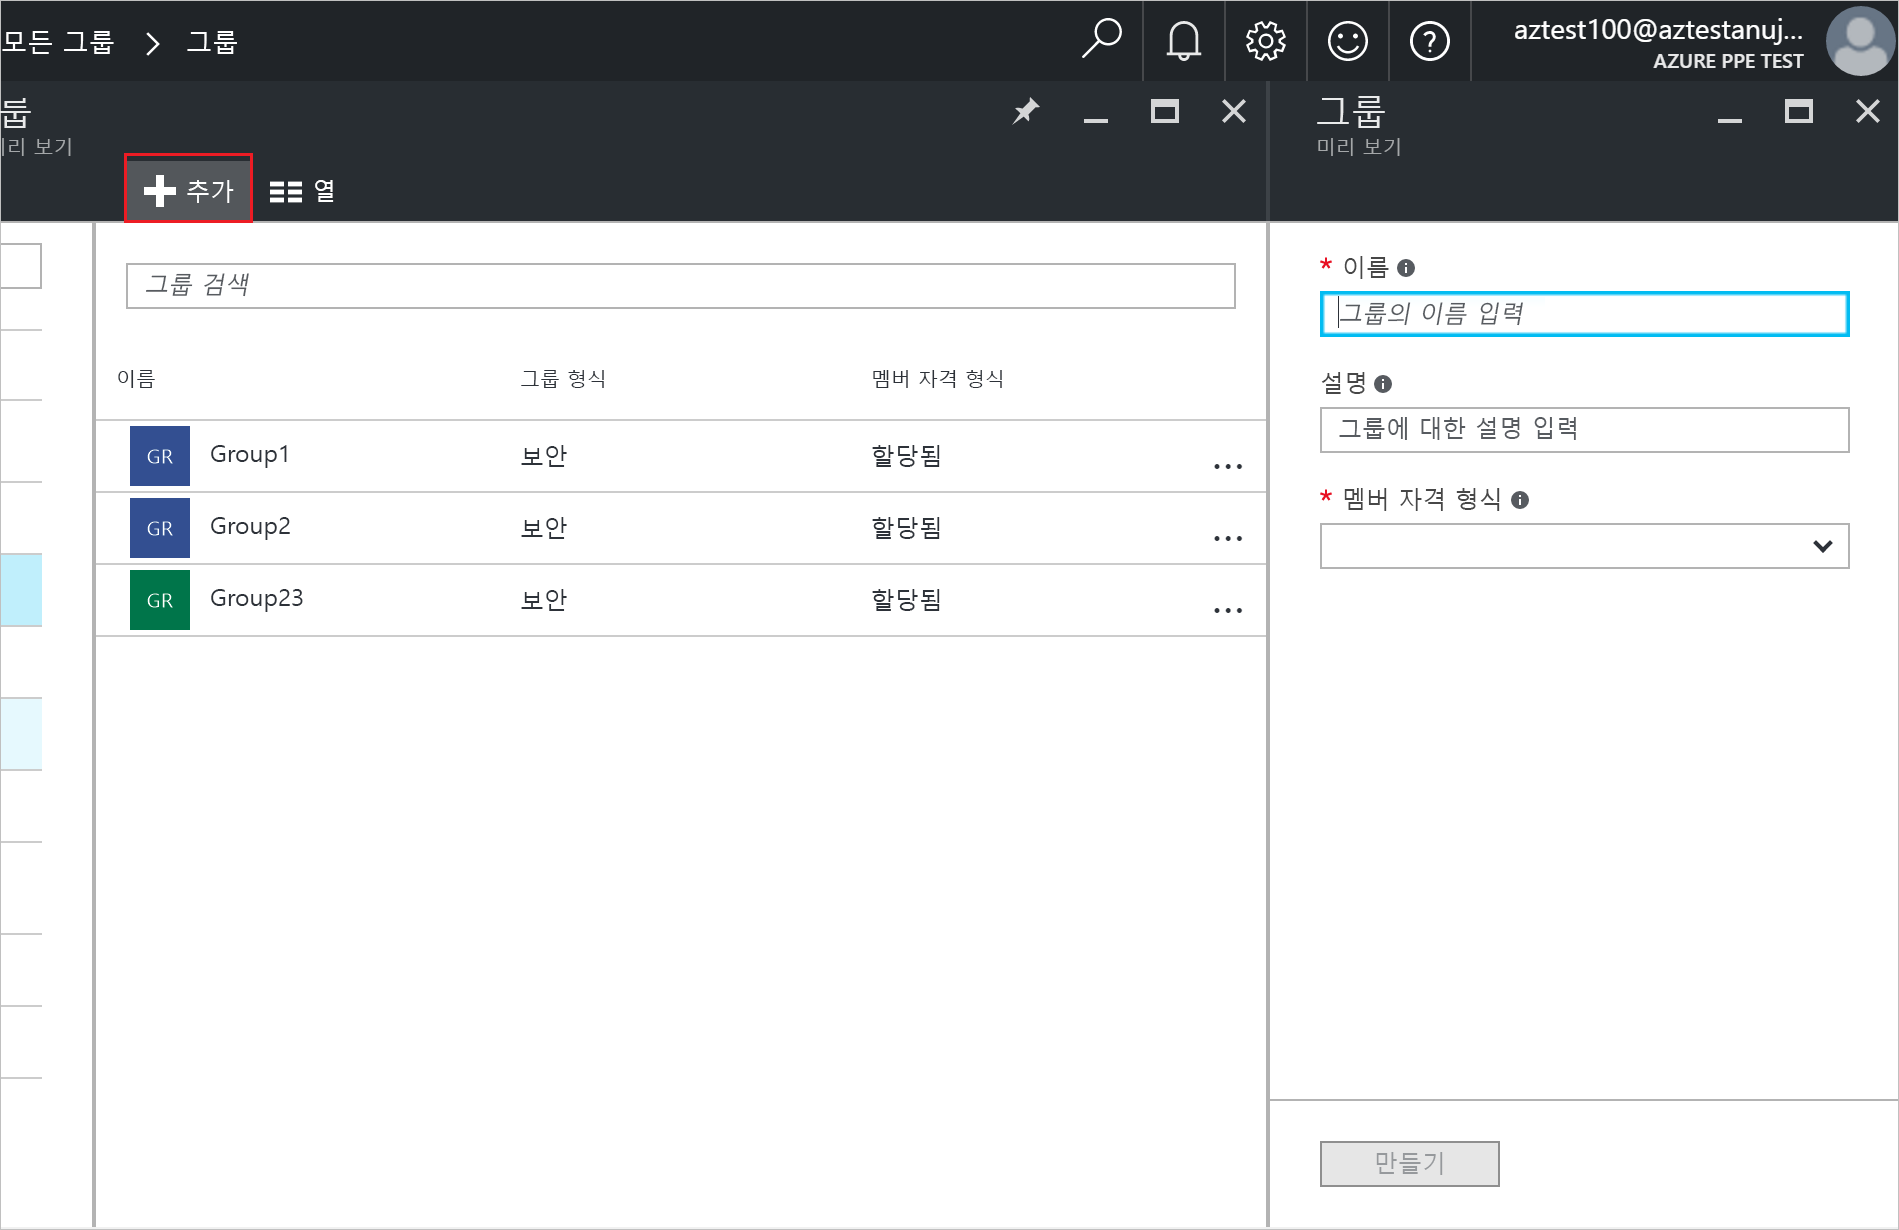 모든 그룹 > 그룹
aztest100@aztestanuj...
AZURE PPE TEST
룹
리 보기
추가
열
그룹 검색
이름 그룹 형식 멤버 자격 형식
GR Group1 보안 할당됨 ...
GR Group2 보안 할당됨 ...
GR Group23 보안 할당됨 ...
그룹
미리 보기
* 이름
그룹의 이름 입력
설명
그룹에 대한 설명 입력
* 멤버 자격 형식
만들기